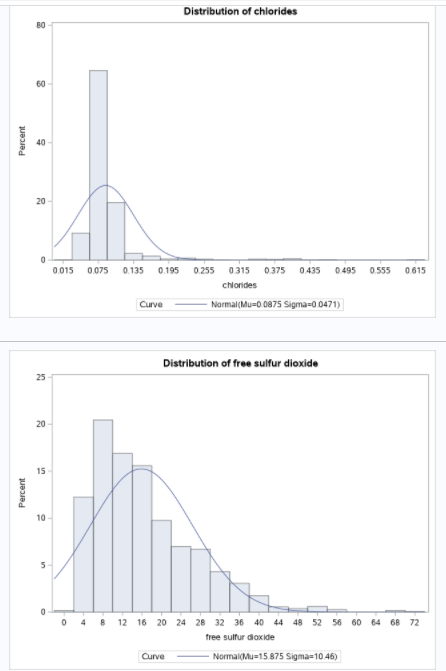 Distribution of chlorides
80
60
40
20
0
Percent
0.015 0.075 0.135 0.195 0.255 0.315 0.375 0.435 0.495 0.555 0.615
chlorides
Curve Normal(Mu=0.0875 Sigma=0.0471)
Distribution of free sulfur dioxide
25
20
15
10
5
0
Percent
0 4 8 12 16 20 24 28 32 36 40 44 48 52 56 60 64 68 72
free sulfur dioxide
Curve Normal(Mu=15.875 Sigma=10.46)